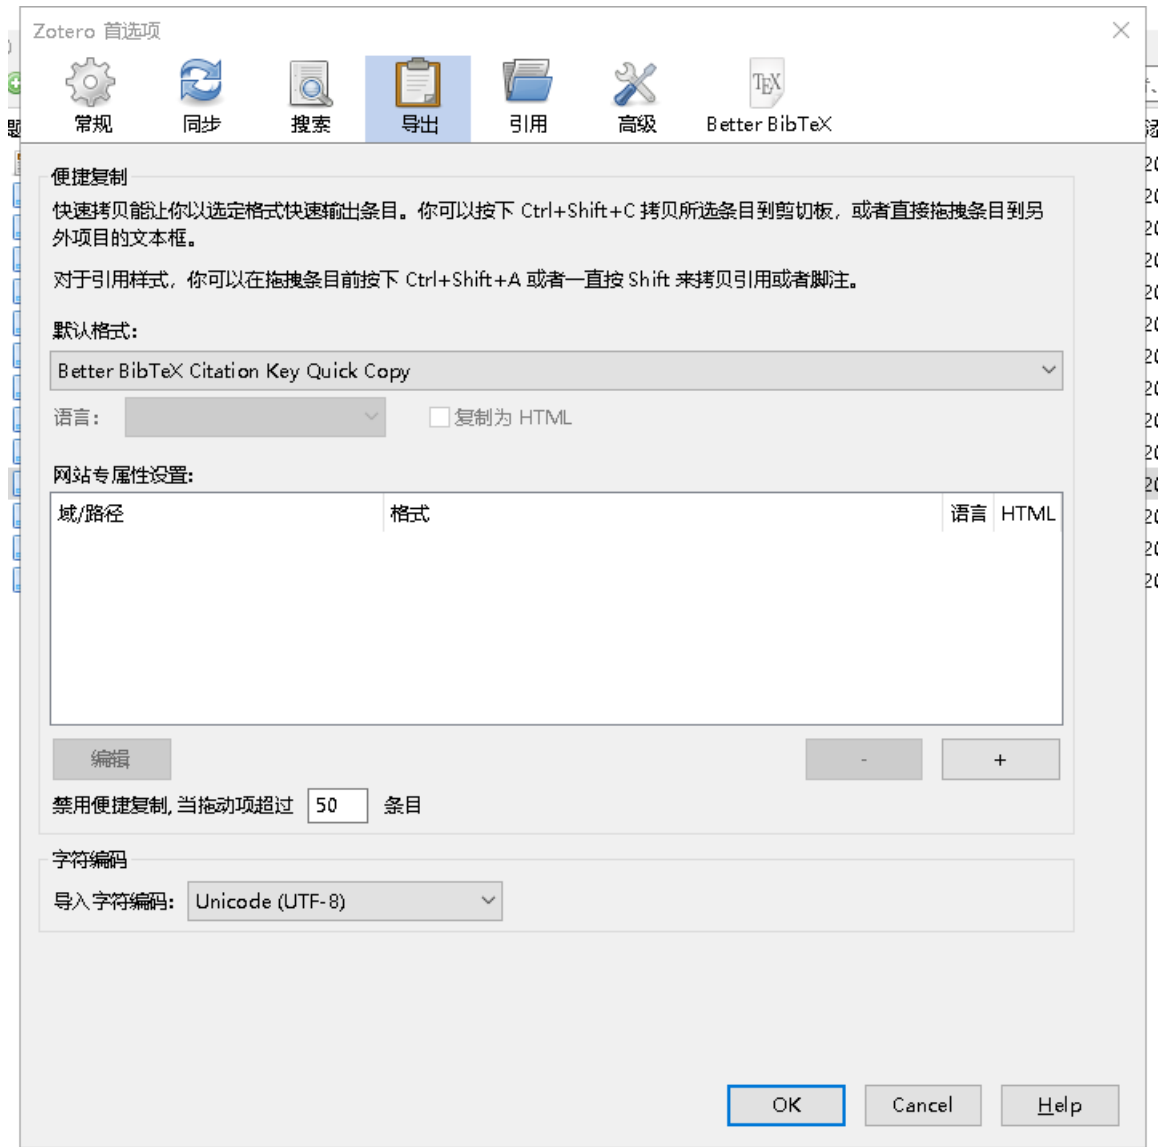 Zotero 首选项
常规 同步 搜索 导出 引用 高级 Better BibTeX
便捷复制
快速拷贝能让你以选定格式快速输出条目。你可以按下 Ctrl+Shift+C 拷贝所选条目到剪切板，或者直接拖拽条目到另
外项目的文本框。
对于引用样式，你可以在拖拽条目前按下 Ctrl+Shift+A 或者一直按 Shift 来拷贝引用或者脚注。
默认格式:
Better BibTeX Citation Key Quick Copy
语言: 复制为 HTML
网站专属性设置:
域/路径 格式 语言 HTML
编辑 - +
禁用便捷复制, 当拖动项超过 50 条目
字符编码
导入字符编码: Unicode (UTF-8)
OK Cancel Help